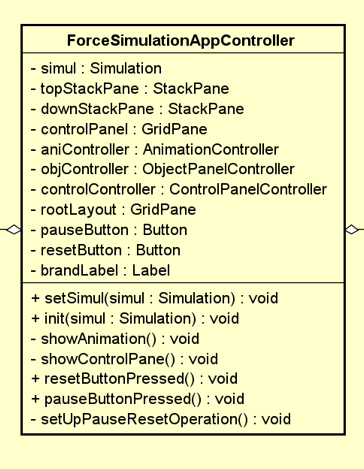 ForceSimulationAppController
- simul : Simulation
- topStackPane : StackPane
- downStackPane : StackPane
- controlPanel : GridPane
- aniController : AnimationController
- objController : ObjectPanelController
- controlController : ControlPanelController
- rootLayout : GridPane
- pauseButton : Button
- resetButton : Button
- brandLabel : Label
+ setSimul(simul : Simulation) : void
+ init(simul : Simulation) : void
- showAnimation() : void
- showControlPane() : void
+ resetButtonPressed() : void
+ pauseButtonPressed() : void
- setUpPauseResetOperation() : void